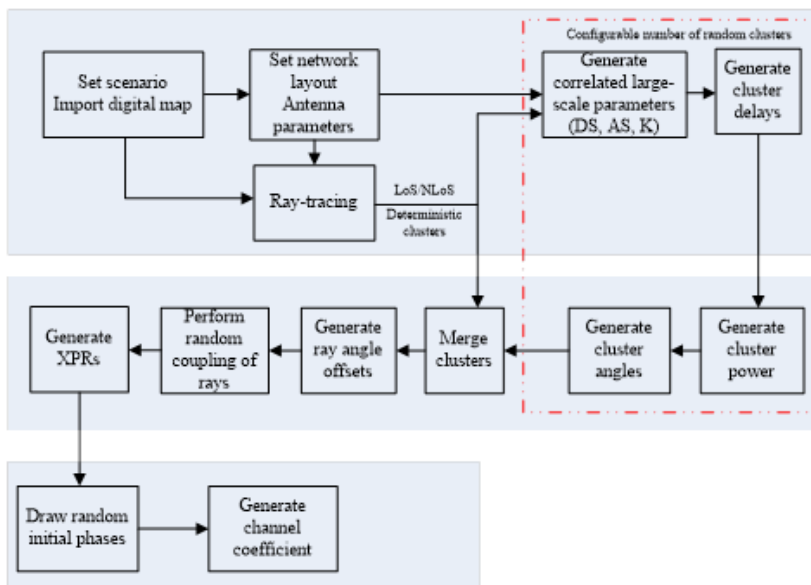 Configurable number of random clusters
Set scenario
Import digital map
Set network
layout
Antenna
parameters
Generate
correlated large-
scale parameters
(DS, AS, K)
Generate
cluster
delays
Ray-tracing
LoS/NLoS
Deterministic
clusters
Generate
XPRs
Perform
random
coupling of
rays
Generate
ray angle
offsets
Merge
clusters
Generate
cluster
angles
Generate
cluster
power
Draw random
initial phases
Generate
channel
coefficient